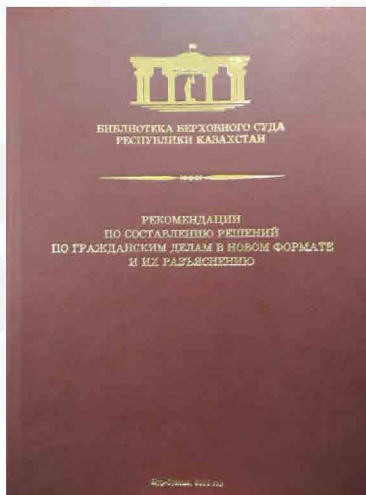 БИБЛИОТЕКА ВЕРХОВНОГО СУДА
РЕСПУБЛИКИ КАЗАХСТАН
РЕКОМЕНДАЦИИ
ПО СОСТАВЛЕНИЮ РЕШЕНИЙ
ПО ГРАЖДАНСКИМ ДЕЛАМ В НОВОМ ФОРМАТЕ
И ИХ РАЗЪЯСНЕНИЮ